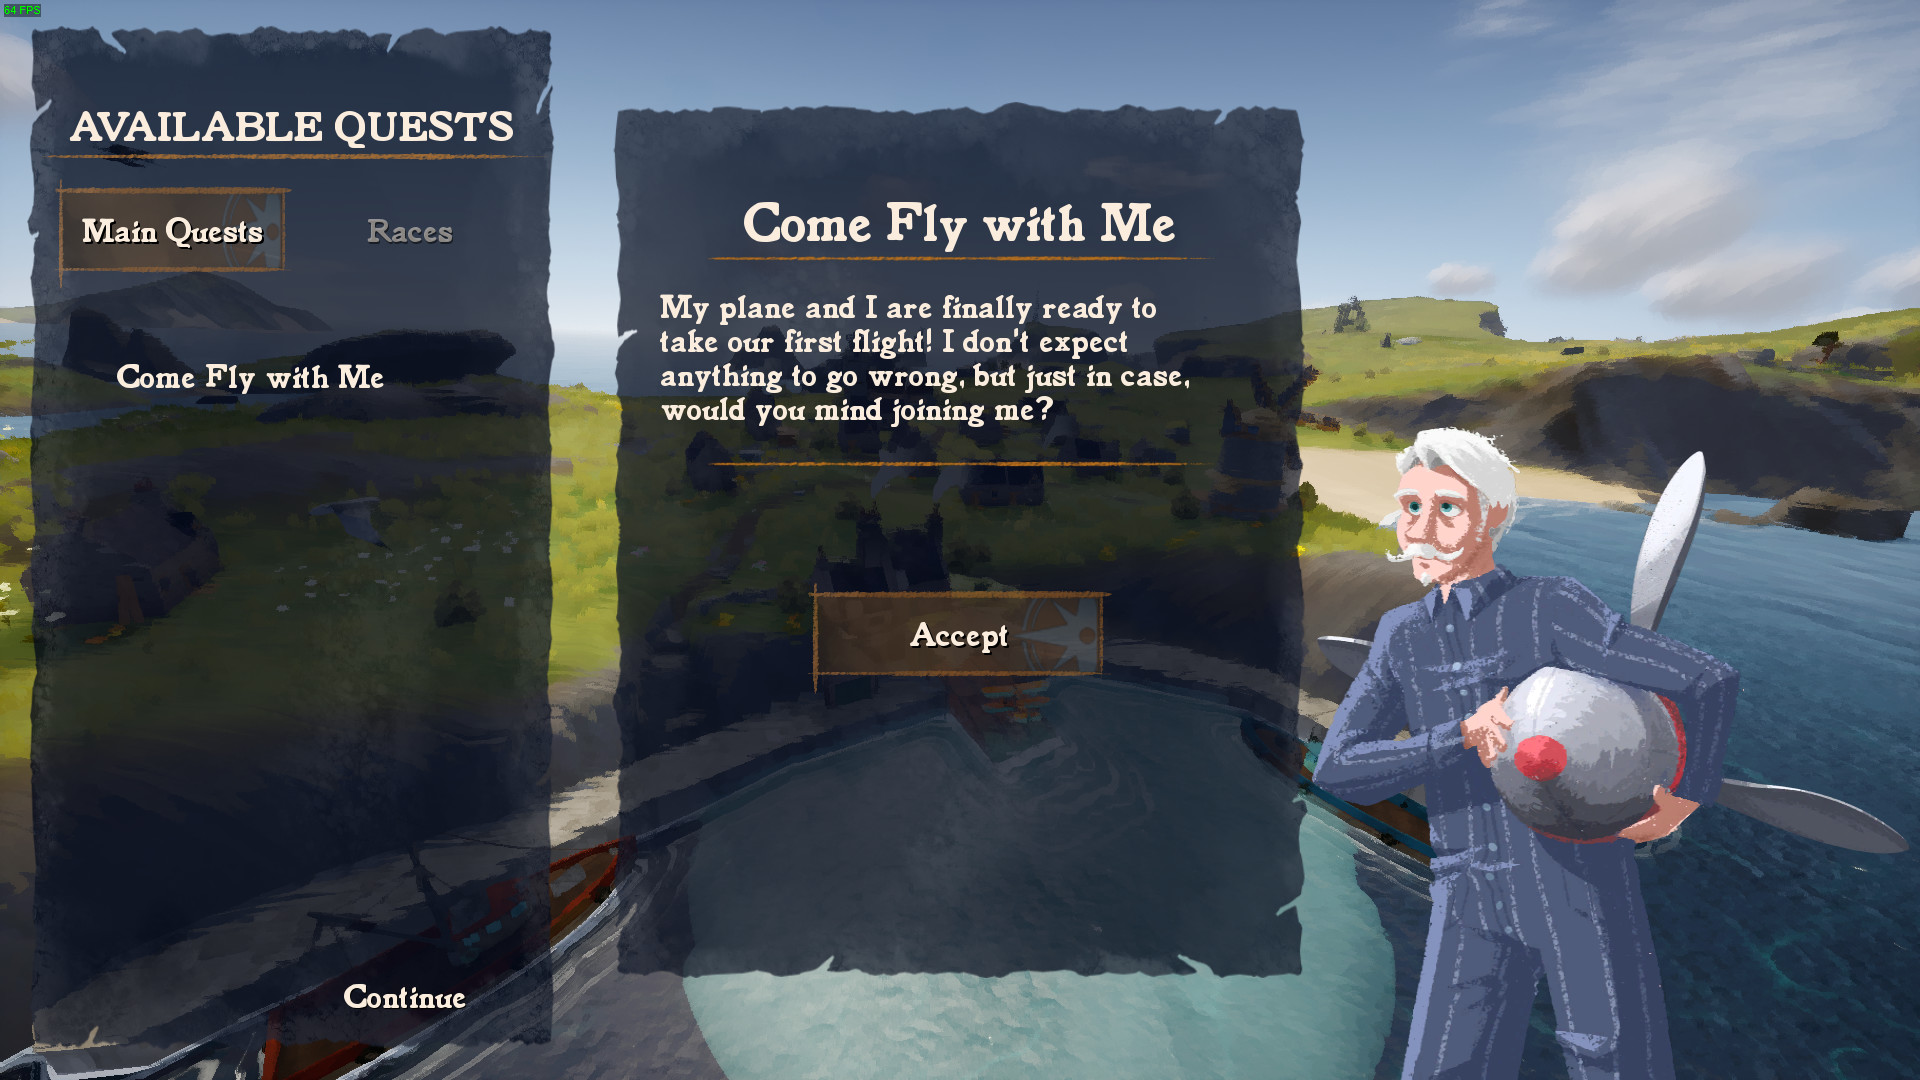 64 FPS
AVAILABLE QUESTS
Main Quests
Races
Come Fly with Me
Continue
Come Fly with Me
My plane and I are finally ready to
take our first flight! I don't expect
anything to go wrong, but just in case,
would you mind joining me?
Accept